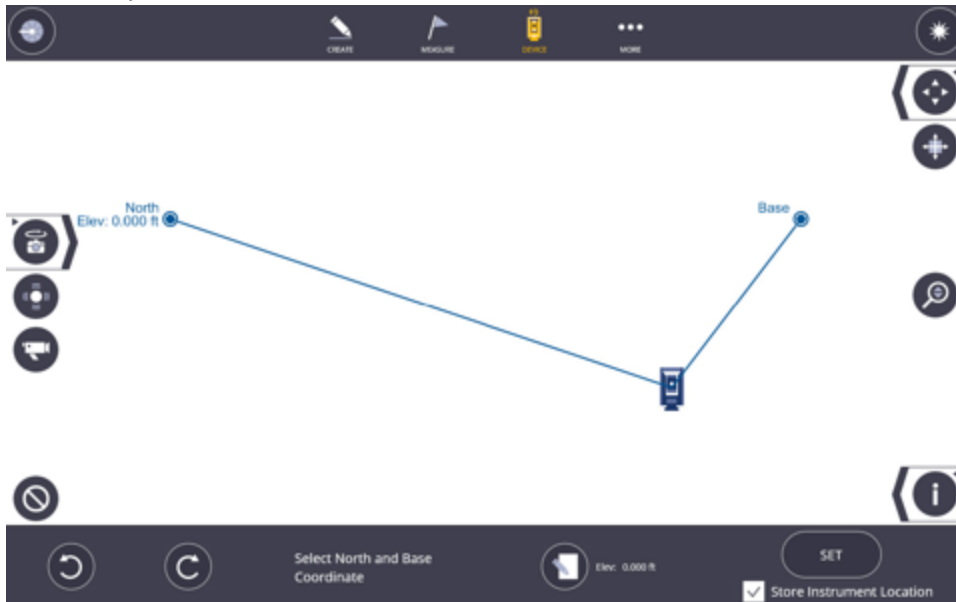 CREATE
MEASURE
DEVICE
MORE
North
Elev: 0.000 ft
Base
i
Select North and Base
Coordinate
Elev: 0.000 ft
SET
Store Instrument Location